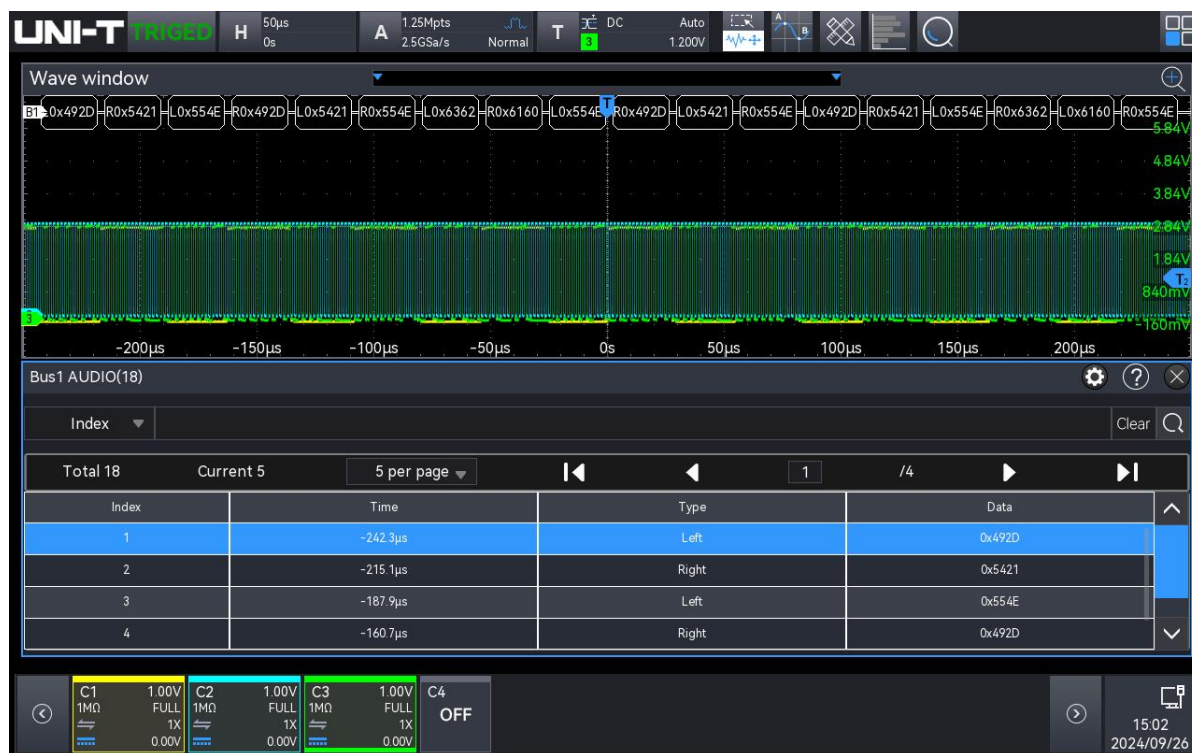 UNI-T TRIGED H 50μs 0s A 1.25Mpts 2.5GSa/s Normal T 3 DC Auto 1.200V A B
Wave window
B1 L0x492D R0x5421 L0x554E R0x492D L0x5421 R0x554E L0x6362 R0x6160 L0x554E T R0x492D L0x5421 R0x554E L0x492D R0x5421 L0x554E R0x6362 L0x6160 R0x554E
5.84V
4.84V
3.84V
2.84V
1.84V
T2
840mV
3 -160mV
-200μs -150μs -100μs -50μs 0s 50μs 100μs 150μs 200μs
Bus1 AUDIO(18) ?
Index Clear
Total 18 Current 5 5 per page 1 /4
Index Time Type Data
1 -242.3μs Left 0x492D
2 -215.1μs Right 0x5421
3 -187.9μs Left 0x554E
4 -160.7μs Right 0x492D
C1 1.00V C2 1.00V C3 1.00V C4
1MΩ FULL 1MΩ FULL 1MΩ FULL OFF
1X 1X 1X
0.00V 0.00V 0.00V
15:02
2024/09/26